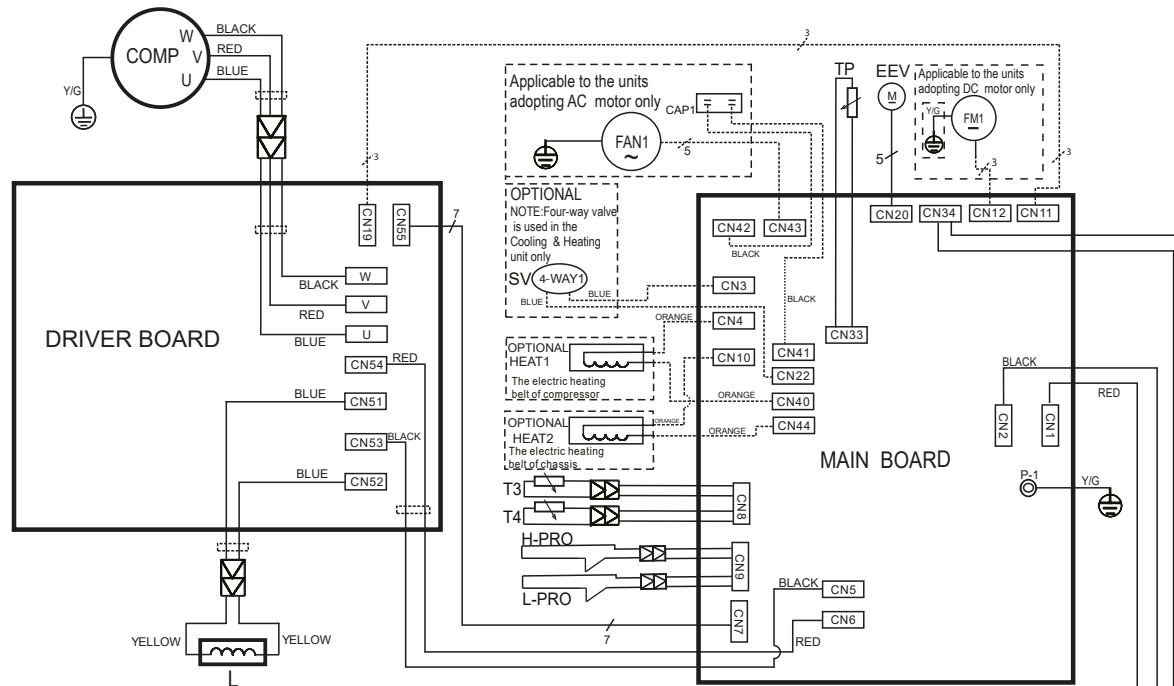 BLACK
W
RED
COMP
V
BLUE
U
Y/G
3
3
3
Applicable to the units
adopting AC motor only
CAP1
FAN1
~
5
TP
EEV
M
5
Applicable to the units
adopting DC motor only
Y/G
FM1
3
CN19
CN55
7
OPTIONAL
NOTE:Four-way valve
is used in the
Cooling & Heating
unit only
SV
4-WAY1
BLUE
BLUE
CN42
CN43
BLACK
CN20
CN34
CN12
CN11
W
BLACK
V
RED
U
BLUE
DRIVER BOARD
CN54
RED
CN51
BLUE
CN53
BLACK
CN52
BLUE
CN3
ORANGE
CN4
BLACK
CN33
CN10
CN41
CN22
OPTIONAL
HEAT1
The electric heating
belt of compressor
ORANGE
CN40
OPTIONAL
HEAT2
The electric heating
belt of chassis
ORANGE
ORANGE
CN44
BLACK
RED
CN2
CN1
MAIN BOARD
P-1
Y/G
T3
T4
CN8
H-PRO
L-PRO
CN9
CN7
BLACK
CN5
CN6
RED
7
YELLOW
YELLOW
L